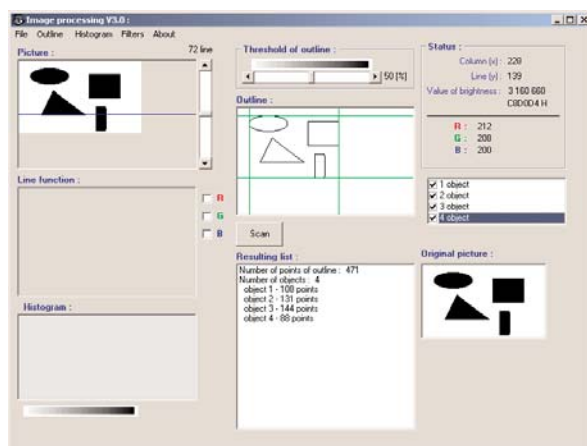 Image processing V3.0 :
File Outline Histogram Filters About
Picture :
72 line
Threshold of outline :
50 [%]
Status :
Column (x) : 228
Line (y) : 139
Value of brightness : 3 160 660
C8D0D4 H
R : 212
G : 208
B : 200
Outline :
Line function :
R
G
B
Scan
1 object
2 object
3 object
4 object
Resulting list :
Number of points of outline : 471
Number of objects : 4
object 1 - 108 points
object 2 - 131 points
object 3 - 144 points
object 4 - 88 points
Original picture :
Histogram :